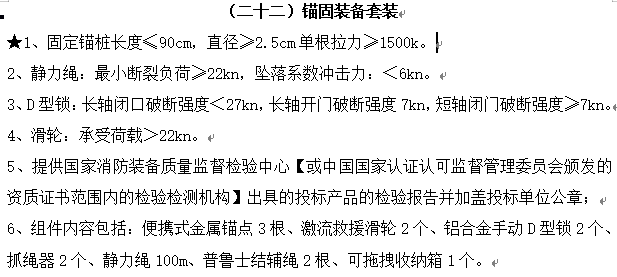 （二十二）锚固装备套装
★1、固定锚桩长度≤90cm，直径≥2.5cm单根拉力≥1500k。
2、静力绳：最小断裂负荷≥22kn，坠落系数冲击力：＜6kn。
3、D型锁：长轴闭口破断强度＜27kn，长轴开门破断强度7kn，短轴闭门破断强度≥7kn。
4、滑轮：承受荷载＞22kn。
5、提供国家消防装备质量监督检验中心【或中国国家认证认可监督管理委员会颁发的
资质证书范围内的检验检测机构】出具的投标产品的检验报告并加盖投标单位公章；
6、组件内容包括：便携式金属锚点3根、激流救援滑轮2个、铝合金手动D型锁2个、
抓绳器2个、静力绳100m、普鲁士结辅绳2根、可拖拽收纳箱1个。